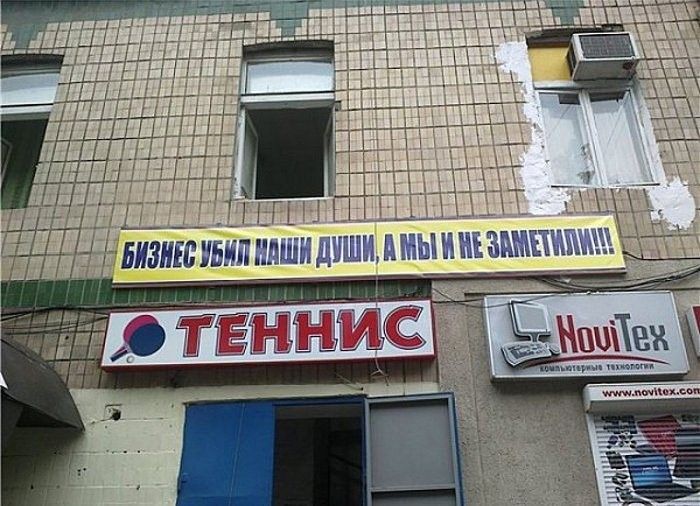 БИЗНЕС УБИЛ НАШИ ДУШИ, А МЫ И НЕ ЗАМЕТИЛИ!!!
ТЕННИС
NoviTex
компьютерные технологии
www.novitex.com